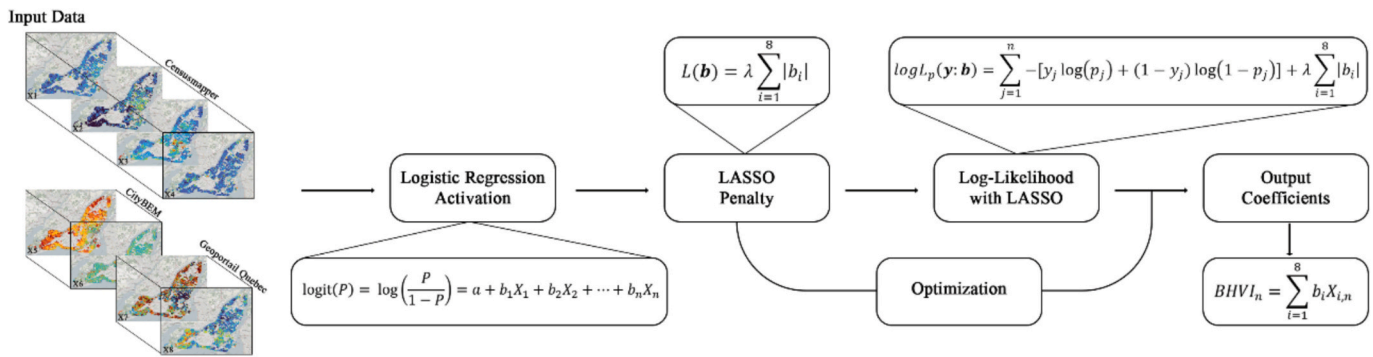 Input Data
Censusmapper
X1
X2
X3
X4
CityBEM
X5
X6
Geoportail Quebec
X7
X8
Logistic Regression
Activation
logit(P) = log(P / 1 − P) = a + b₁X₁ + b₂X₂ + ⋯ + bₙXₙ
L(b) = λ ∑_{i=1}^{8} |bᵢ|
LASSO
Penalty
logLₚ(y: b) = ∑_{j=1}^{n} −[yⱼ log(pⱼ) + (1 − yⱼ) log(1 − pⱼ)] + λ ∑_{i=1}^{8} |bᵢ|
Log-Likelihood
with LASSO
Optimization
Output
Coefficients
BHVIₙ = ∑_{i=1}^{8} bᵢX_{i,n}